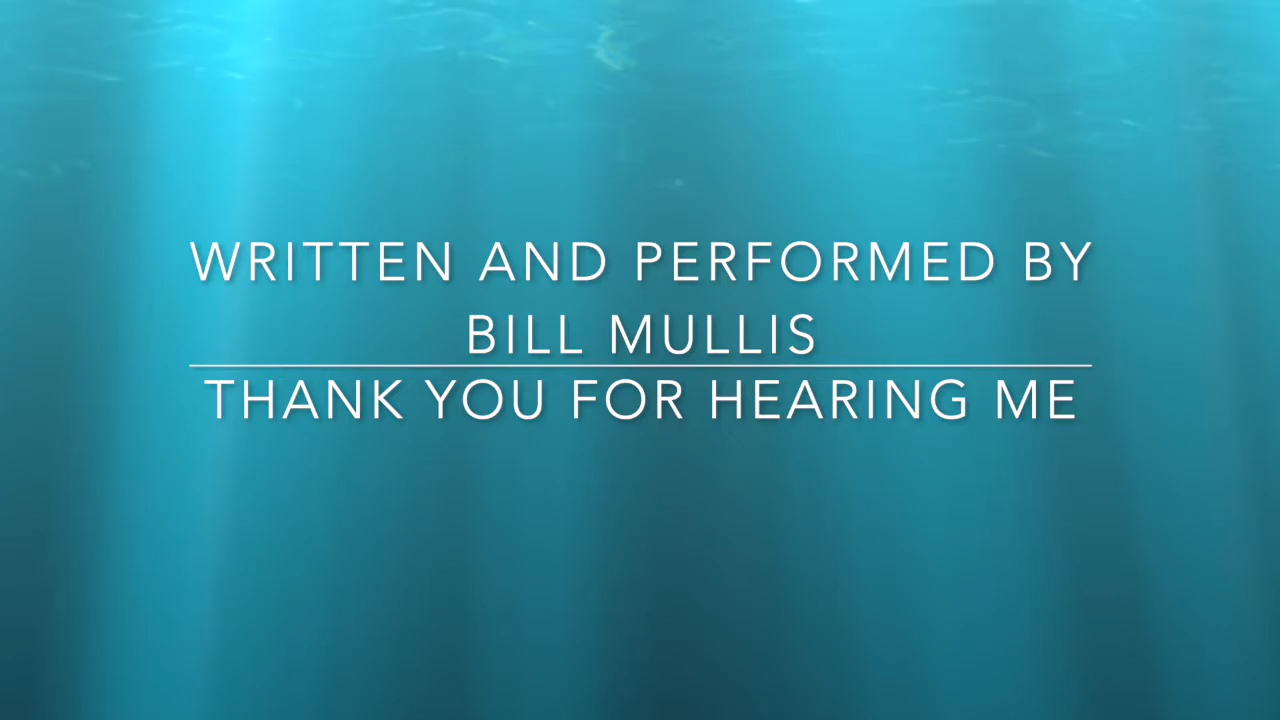 WRITTEN AND PERFORMED BY
BILL MULLIS
THANK YOU FOR HEARING ME